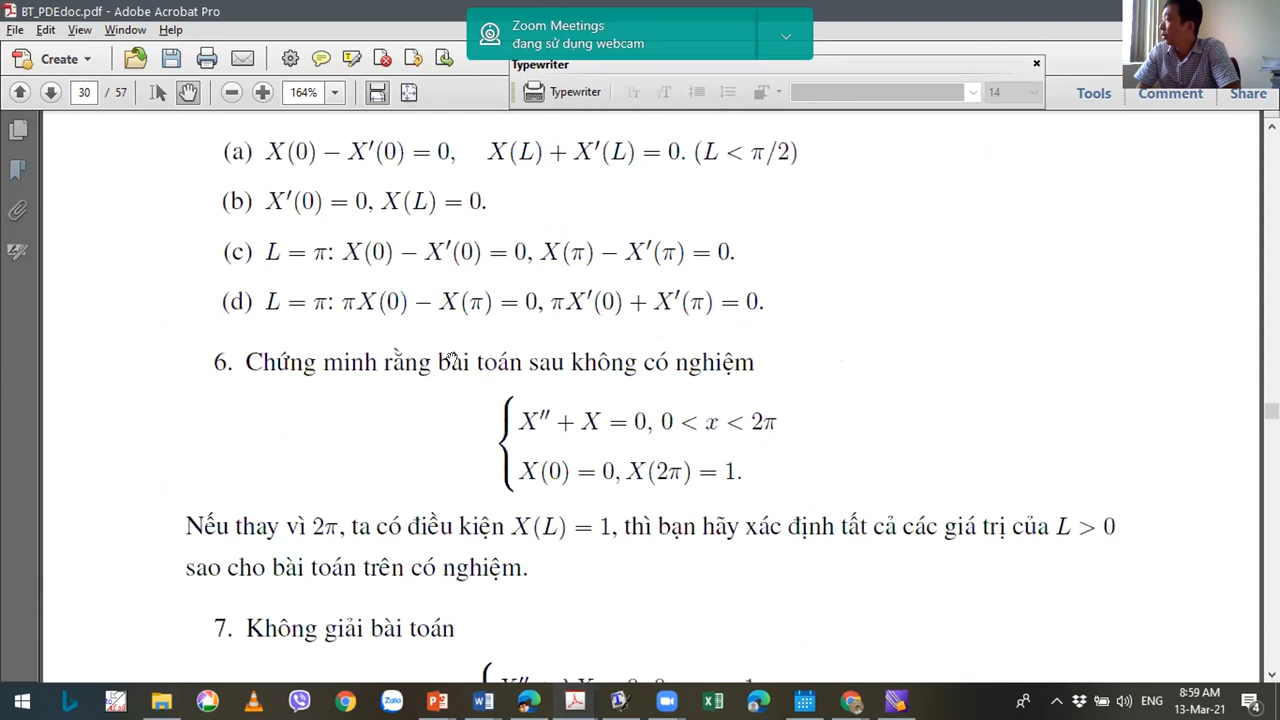 BT_PDEdoc.pdf - Adobe Acrobat Pro
File Edit View Window Help
Zoom Meetings
đang sử dụng webcam
Create
Typewriter
30 / 57 164% Typewriter 14 Tools Comment Share
(a) X(0) − X′(0) = 0, X(L) + X′(L) = 0. (L < π/2)
(b) X′(0) = 0, X(L) = 0.
(c) L = π: X(0) − X′(0) = 0, X(π) − X′(π) = 0.
(d) L = π: πX(0) − X(π) = 0, πX′(0) + X′(π) = 0.
6. Chứng minh rằng bài toán sau không có nghiệm
X″ + X = 0, 0 < x < 2π
X(0) = 0, X(2π) = 1.
Nếu thay vì 2π, ta có điều kiện X(L) = 1, thì bạn hãy xác định tất cả các giá trị của L > 0
sao cho bài toán trên có nghiệm.
7. Không giải bài toán
ENG
8:59 AM
13-Mar-21
4